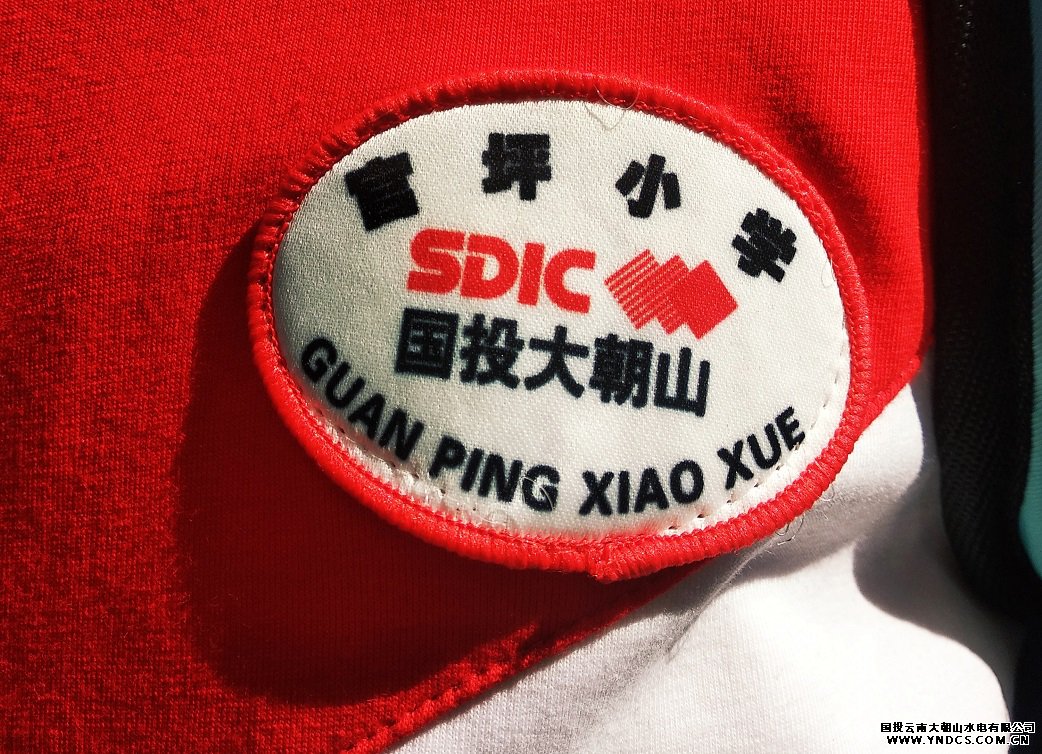 官坪小学
SDIC
国投大朝山
GUAN PING XIAO XUE
国投云南大朝山水电有限公司
WWW.YNDCS.COM.CN